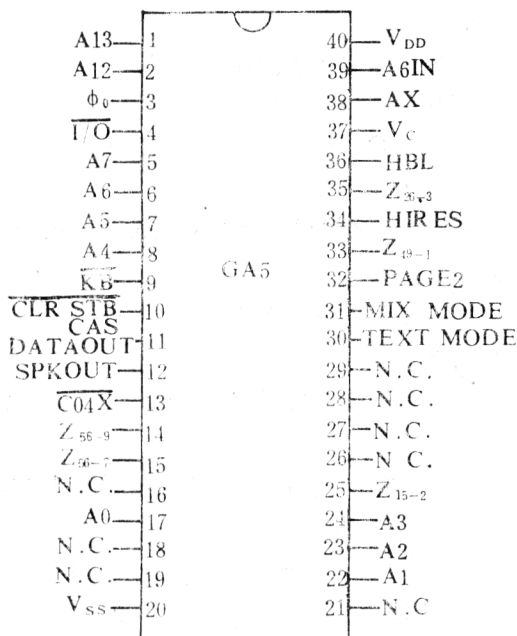 A13 1
A12 2
ϕ₀ 3
I/O 4
A7 5
A6 6
A5 7
A4 8
KB 9
CLR STB 10
CAS
DATAOUT 11
SPKOUT 12
C04X 13
Z₅₆₋₉ 14
Z₅₆₋₇ 15
N.C. 16
A0 17
N.C. 18
N.C. 19
Vss 20
GA5
40 VDD
39 A6IN
38 AX
37 Vc
36 HBL
35 Z₂₆₋₃
34 HIRES
33 Z₄₉₋₁
32 PAGE2
31 MIX MODE
30 TEXT MODE
29 N.C.
28 N.C.
27 N.C.
26 N C.
25 Z₁₅₋₂
24 A3
23 A2
22 A1
21 N.C